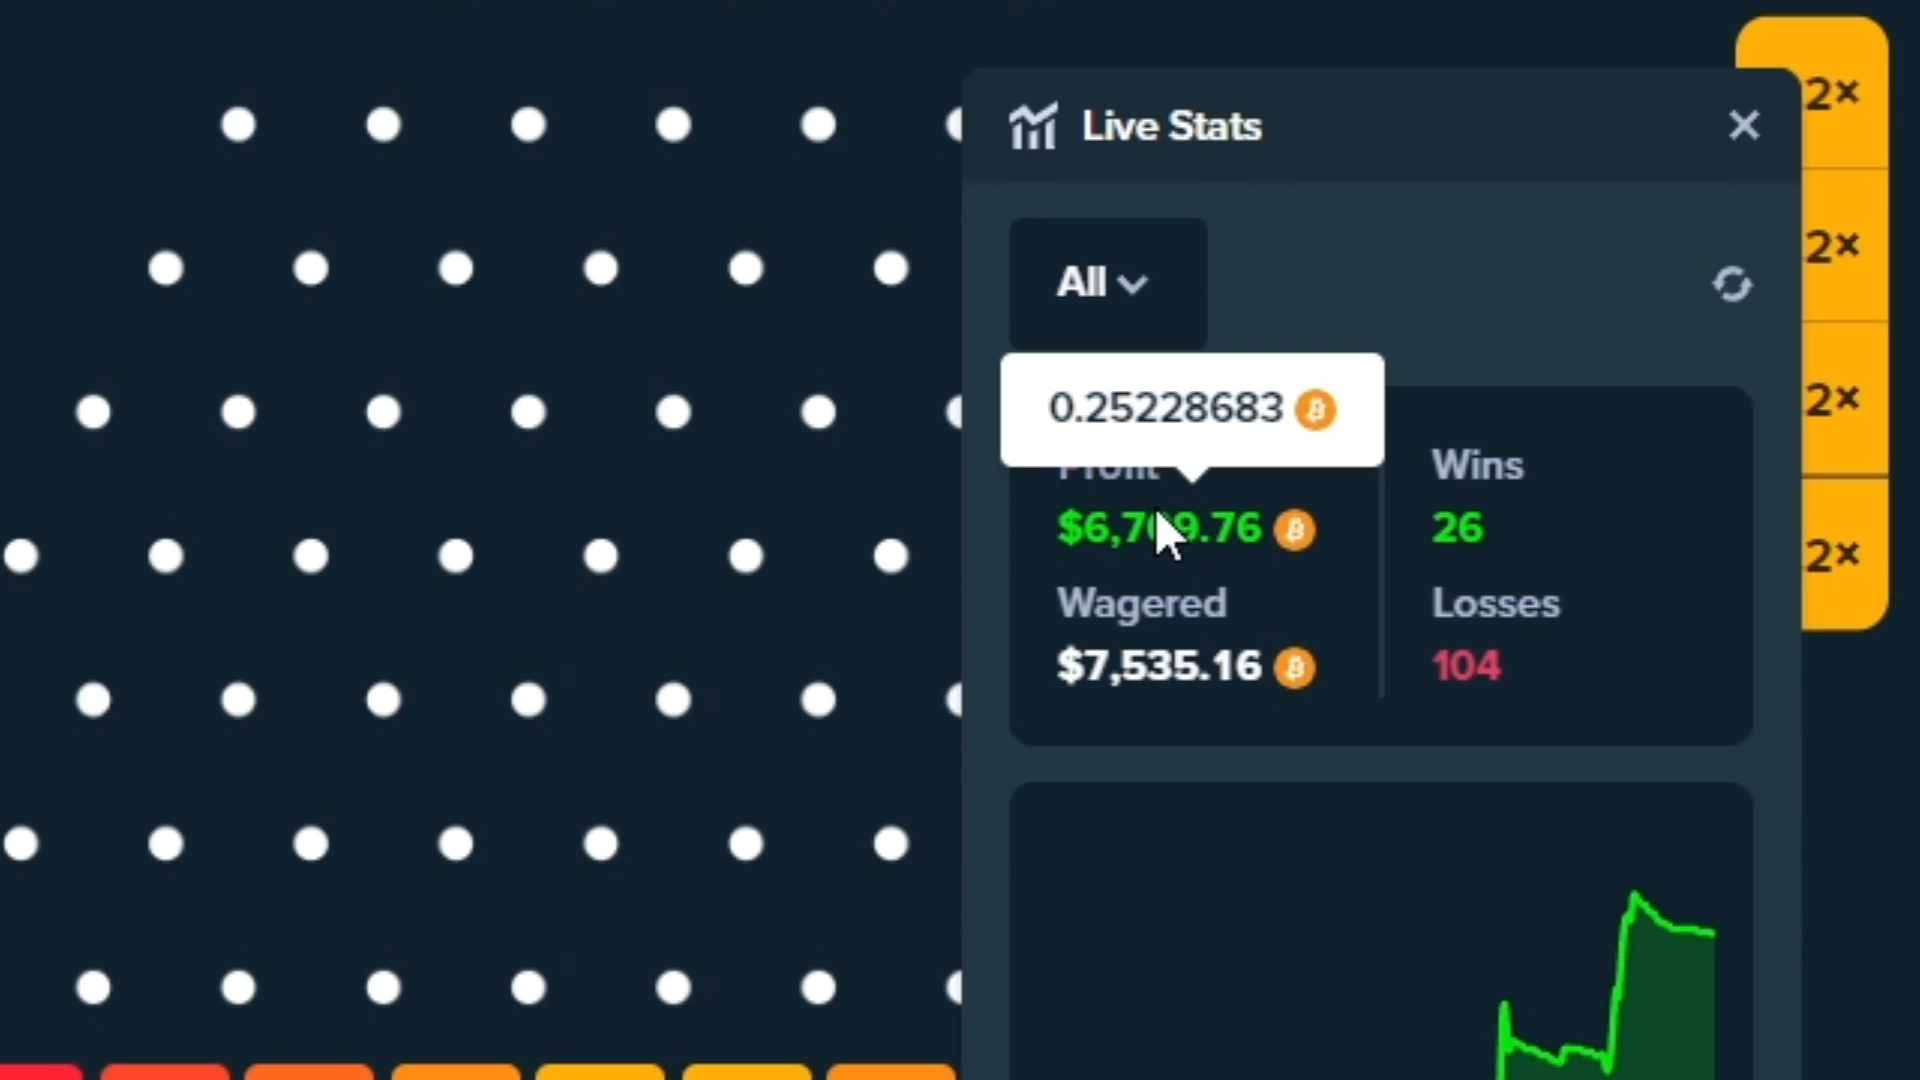 Live Stats
All
0.25228683
Wins
26
Wagered
$7,535.16
Losses
104
2×
2×
2×
2×